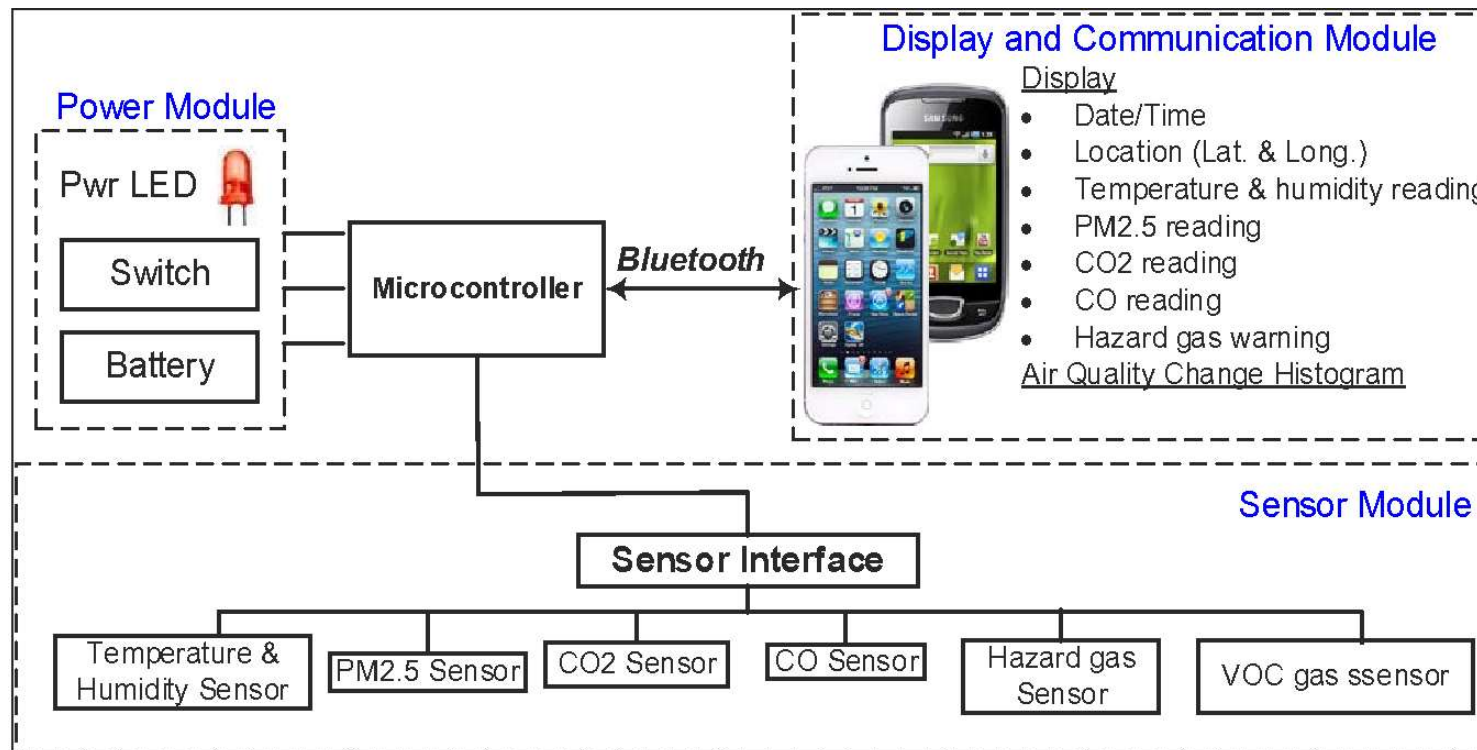 Display and Communication Module
Power Module
Pwr LED
Switch
Battery
Microcontroller
Bluetooth
SAMSUNG
Display
• Date/Time
• Location (Lat. & Long.)
• Temperature & humidity reading
• PM2.5 reading
• CO2 reading
• CO reading
• Hazard gas warning
Air Quality Change Histogram
Sensor Module
Sensor Interface
Temperature &
Humidity Sensor
PM2.5 Sensor
CO2 Sensor
CO Sensor
Hazard gas
Sensor
VOC gas ssensor